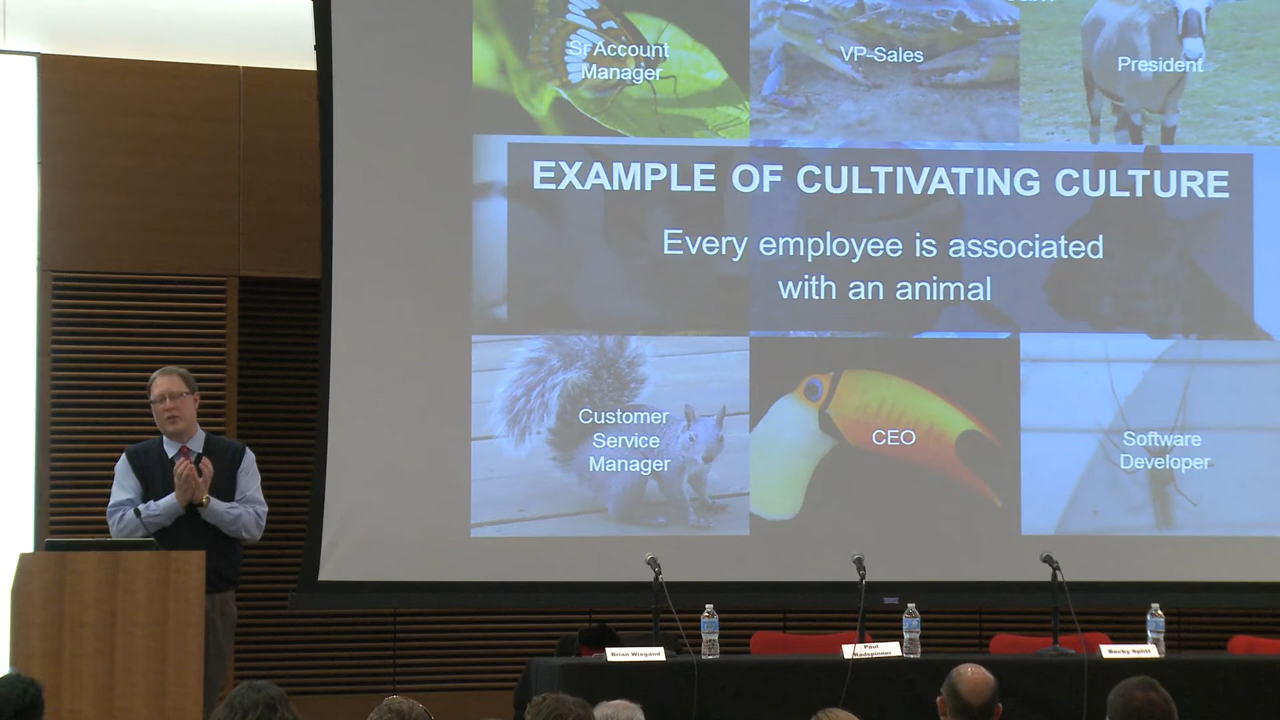 Sr Account
Manager
VP-Sales
President
EXAMPLE OF CULTIVATING CULTURE
Every employee is associated
with an animal
Customer
Service
Manager
CEO
Software
Developer
Brian Wiegand
Paul
Radspinner
Becky Splitt